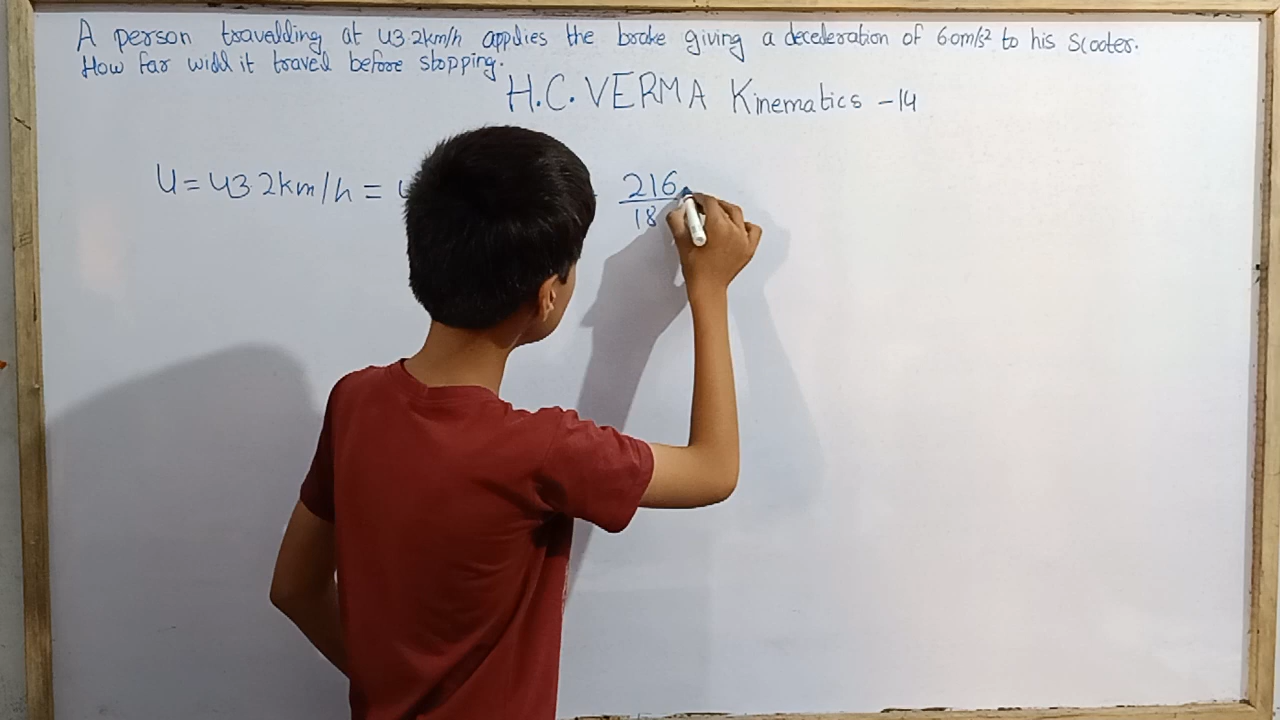 A person travelling at 43.2km/h applies the brake giving a deceleration of 6.0m/s² to his scooter.
How far will it travel before stopping.
H.C. VERMA Kinematics -14
U = 43.2km/h =
216
18